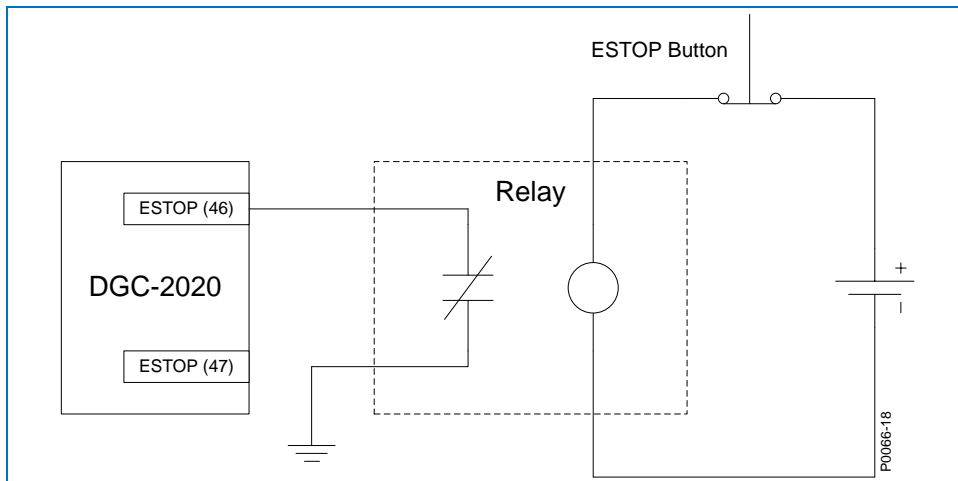 ESTOP Button
Relay
ESTOP (46)
DGC-2020
ESTOP (47)
+
–
P0066-18